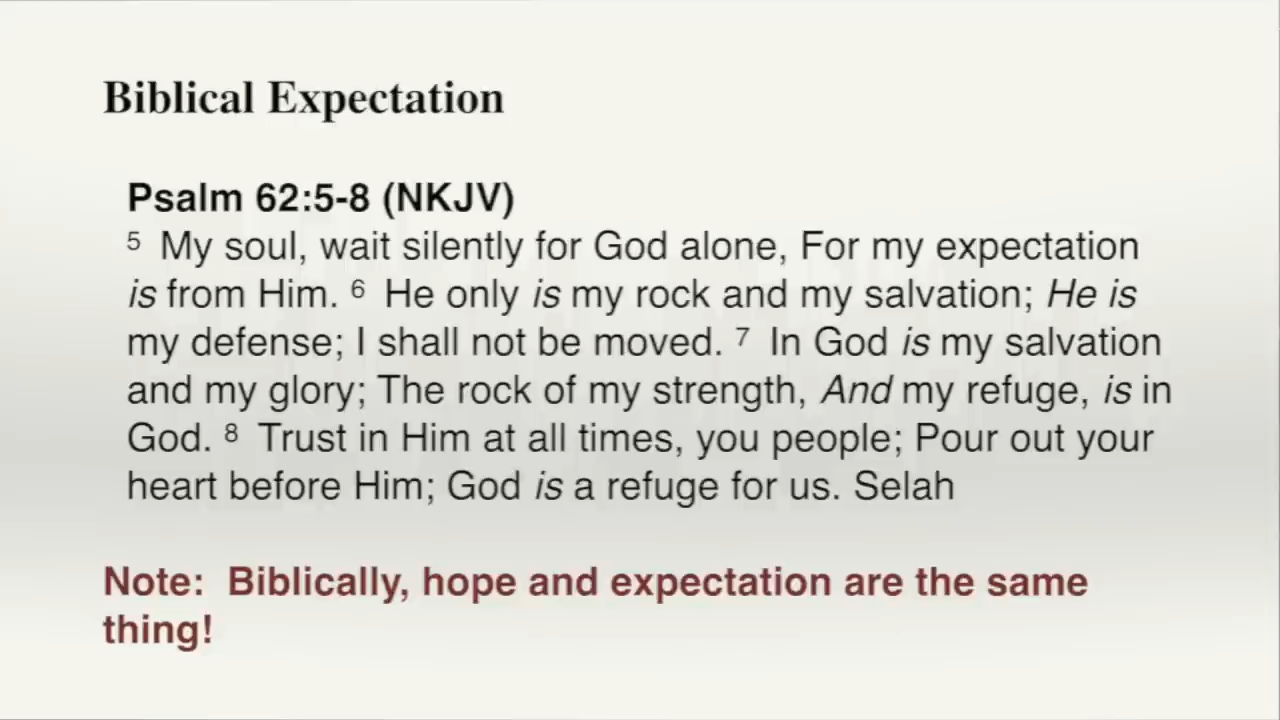 Biblical Expectation
Psalm 62:5-8 (NKJV)
5 My soul, wait silently for God alone, For my expectation
is from Him. 6 He only is my rock and my salvation; He is
my defense; I shall not be moved. 7 In God is my salvation
and my glory; The rock of my strength, And my refuge, is in
God. 8 Trust in Him at all times, you people; Pour out your
heart before Him; God is a refuge for us. Selah
Note: Biblically, hope and expectation are the same
thing!